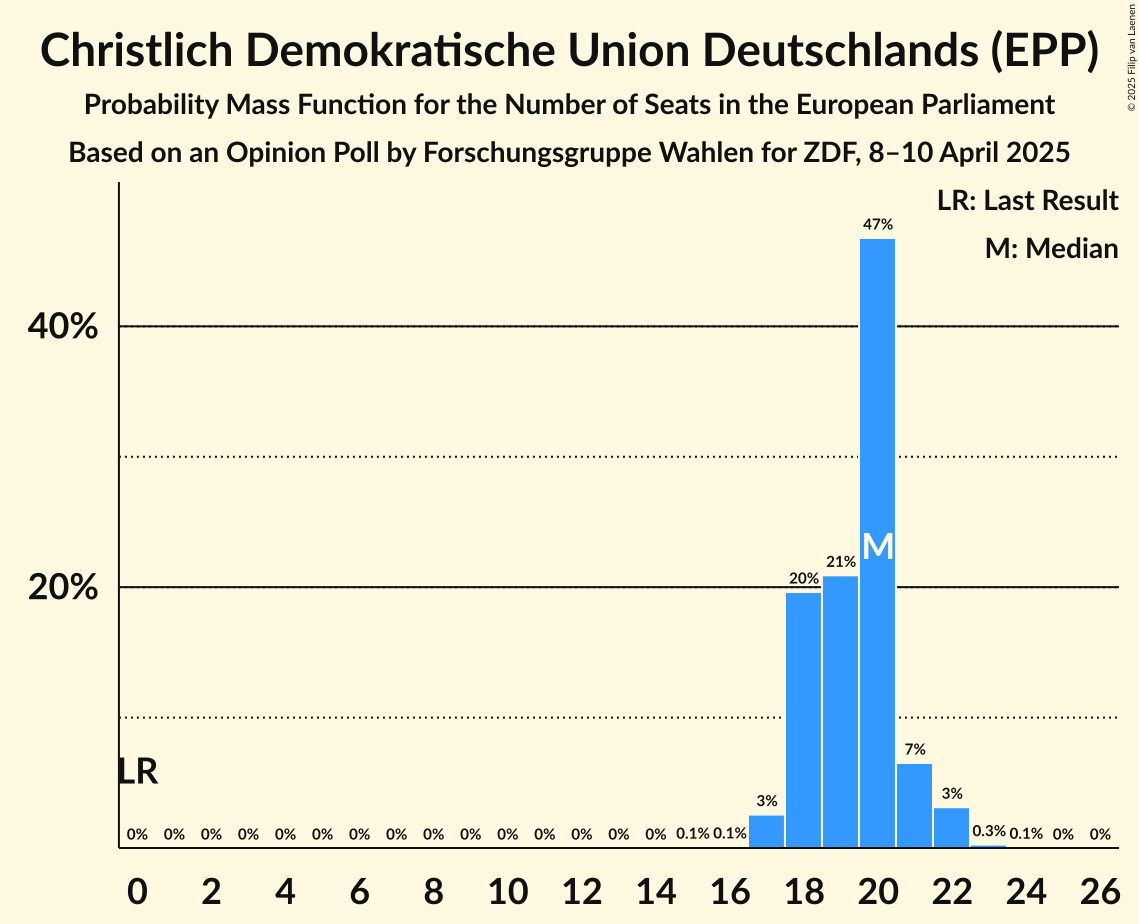 Christlich Demokratische Union Deutschlands (EPP)
Probability Mass Function for the Number of Seats in the European Parliament
Based on an Opinion Poll by Forschungsgruppe Wahlen for ZDF, 8–10 April 2025
© 2025 Filip van Laenen
LR: Last Result
M: Median
47%
40%
M
21%
20%
20%
7%
LR
3%
3%
0% 0% 0% 0% 0% 0% 0% 0% 0% 0% 0% 0% 0% 0% 0% 0.1% 0.1% 0.3% 0.1% 0% 0%
0 2 4 6 8 10 12 14 16 18 20 22 24 26